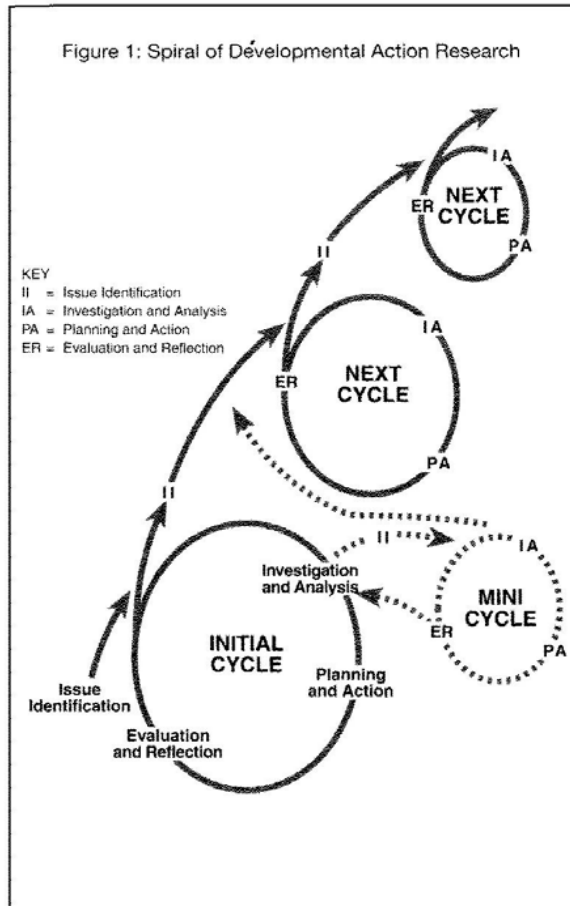 Figure 1: Spiral of Developmental Action Research
IA
NEXT
CYCLE
ER
PA
II
KEY
II = Issue Identification
IA = Investigation and Analysis
PA = Planning and Action
ER = Evaluation and Reflection
IA
NEXT
CYCLE
ER
PA
II
II
IA
Investigation
and Analysis
MINI
CYCLE
ER
PA
INITIAL
CYCLE
Planning
and Action
Issue
Identification
Evaluation
and Reflection